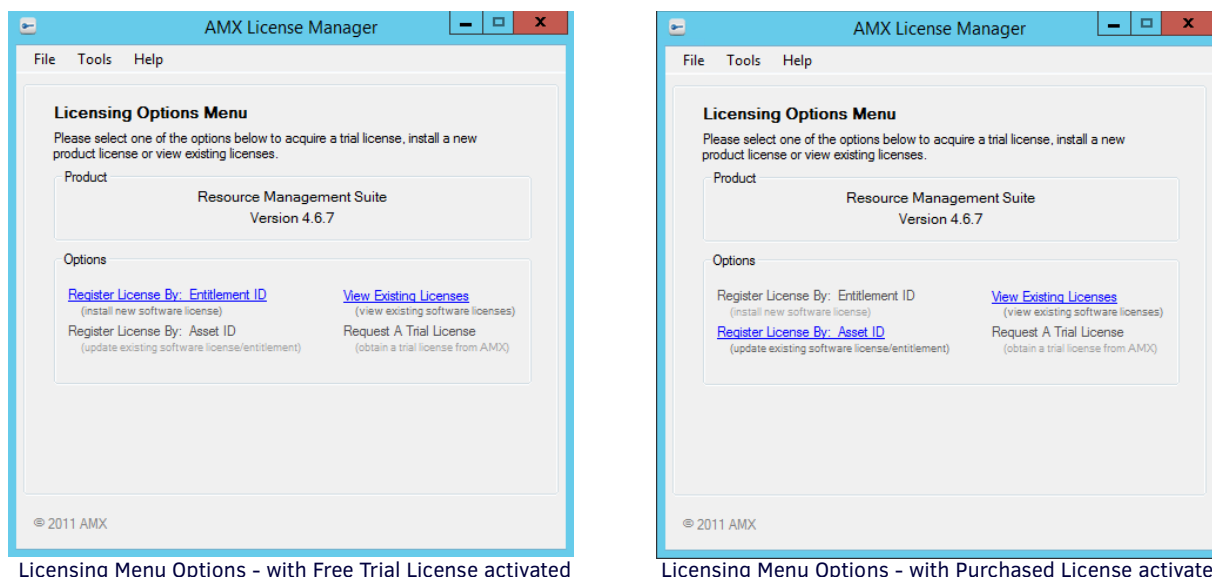 AMX License Manager
File Tools Help
Licensing Options Menu
Please select one of the options below to acquire a trial license, install a new
product license or view existing licenses.
Product
Resource Management Suite
Version 4.6.7
Options
Register License By: Entitlement ID
(install new software license)
View Existing Licenses
(view existing software licenses)
Register License By: Asset ID
(update existing software license/entitlement)
Request A Trial License
(obtain a trial license from AMX)
© 2011 AMX
Licensing Menu Options - with Free Trial License activated
AMX License Manager
File Tools Help
Licensing Options Menu
Please select one of the options below to acquire a trial license, install a new
product license or view existing licenses.
Product
Resource Management Suite
Version 4.6.7
Options
Register License By: Entitlement ID
(install new software license)
View Existing Licenses
(view existing software licenses)
Register License By: Asset ID
(update existing software license/entitlement)
Request A Trial License
(obtain a trial license from AMX)
© 2011 AMX
Licensing Menu Options - with Purchased License activate